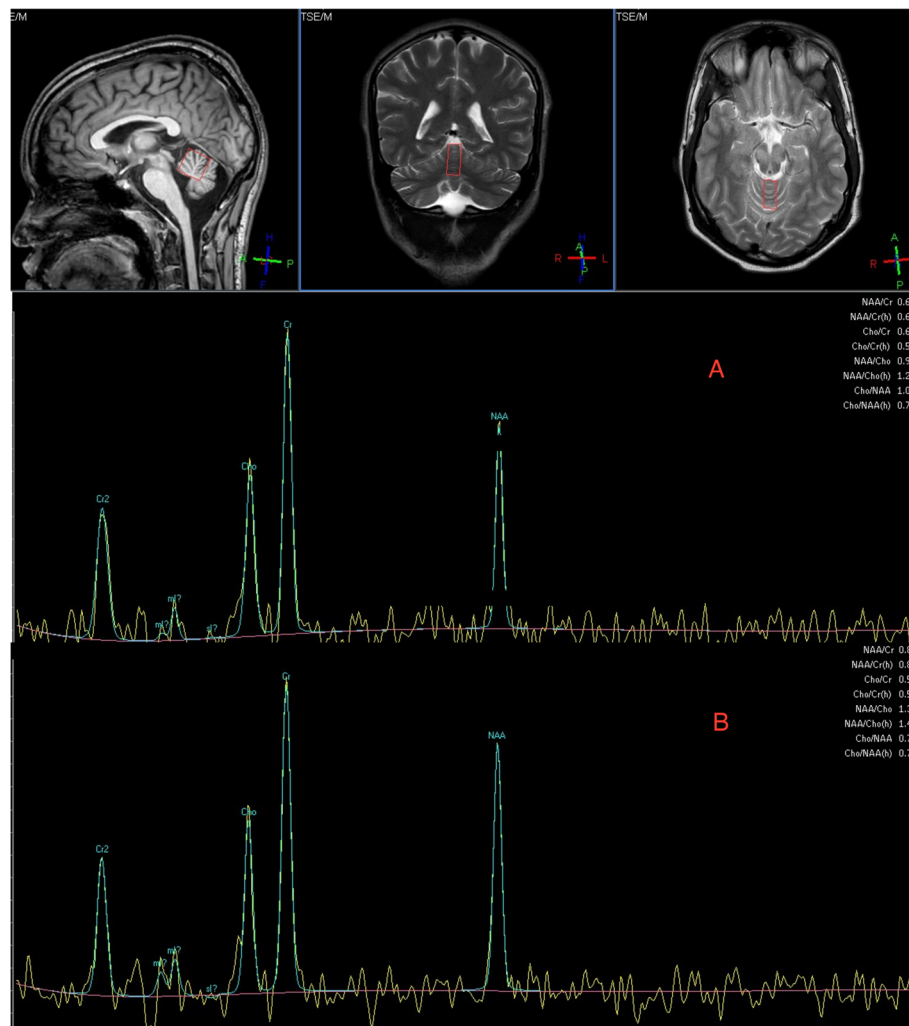 E/M
TSE/M
TSE/M
H
A
P
F
A
H
R
L
P
F
A
R
P
NAA/Cr 0.6
NAA/Cr(h) 0.6
Cho/Cr 0.6
Cho/Cr(h) 0.5
NAA/Cho 0.9
NAA/Cho(h) 1.2
Cho/NAA 1.0
Cho/NAA(h) 0.7
A
Cr
NAA
Cho
Cr2
mI?
mI?
sI?
NAA/Cr 0.8
NAA/Cr(h) 0.8
Cho/Cr 0.5
Cho/Cr(h) 0.5
NAA/Cho 1.3
NAA/Cho(h) 1.4
Cho/NAA 0.7
Cho/NAA(h) 0.7
B
Cr
NAA
Cho
Cr2
mI?
mI?
sI?